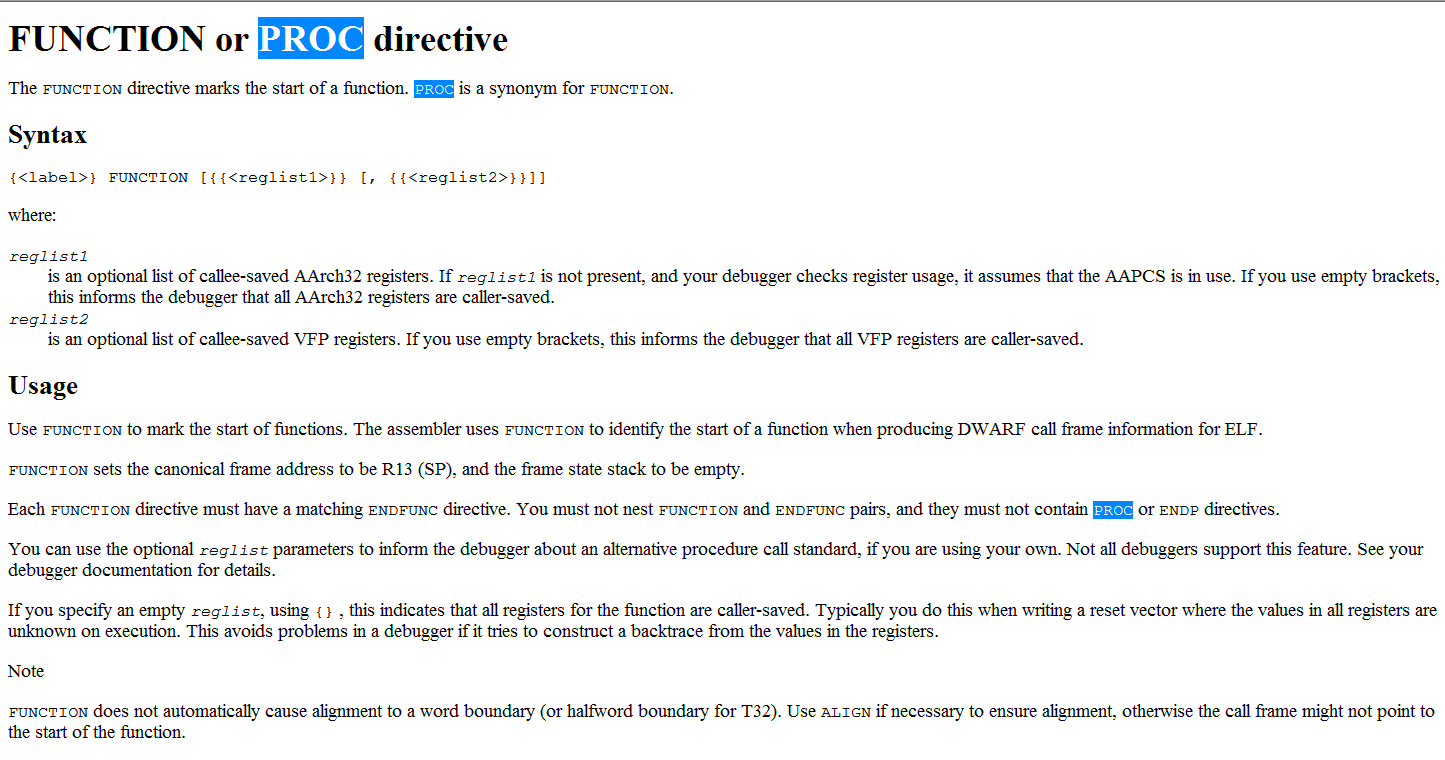 FUNCTION or PROC directive
The FUNCTION directive marks the start of a function. PROC is a synonym for FUNCTION.
Syntax
{<label>} FUNCTION [{{<reglist1>}} [, {{<reglist2>}}]]
where:
reglist1
is an optional list of callee-saved AArch32 registers. If reglist1 is not present, and your debugger checks register usage, it assumes that the AAPCS is in use. If you use empty brackets,
this informs the debugger that all AArch32 registers are caller-saved.
reglist2
is an optional list of callee-saved VFP registers. If you use empty brackets, this informs the debugger that all VFP registers are caller-saved.
Usage
Use FUNCTION to mark the start of functions. The assembler uses FUNCTION to identify the start of a function when producing DWARF call frame information for ELF.
FUNCTION sets the canonical frame address to be R13 (SP), and the frame state stack to be empty.
Each FUNCTION directive must have a matching ENDFUNC directive. You must not nest FUNCTION and ENDFUNC pairs, and they must not contain PROC or ENDP directives.
You can use the optional reglist parameters to inform the debugger about an alternative procedure call standard, if you are using your own. Not all debuggers support this feature. See your
debugger documentation for details.
If you specify an empty reglist, using {} , this indicates that all registers for the function are caller-saved. Typically you do this when writing a reset vector where the values in all registers are
unknown on execution. This avoids problems in a debugger if it tries to construct a backtrace from the values in the registers.
Note
FUNCTION does not automatically cause alignment to a word boundary (or halfword boundary for T32). Use ALIGN if necessary to ensure alignment, otherwise the call frame might not point to
the start of the function.